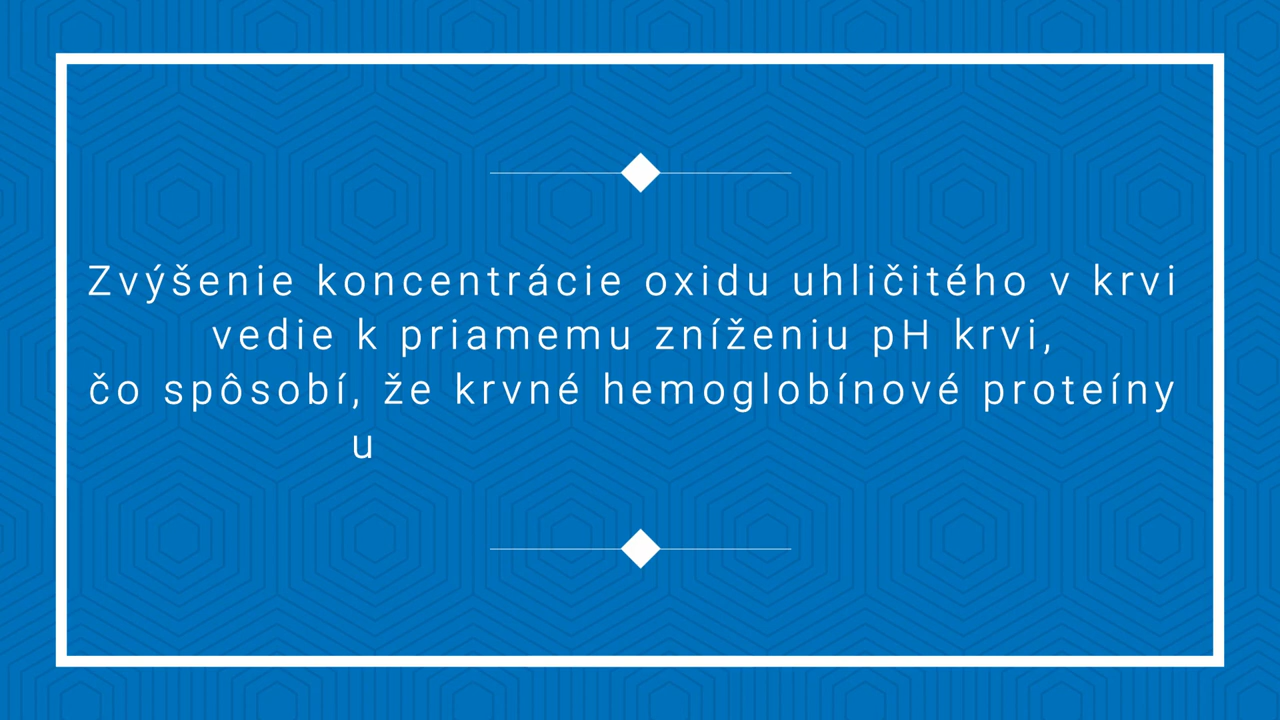 Zvýšenie koncentrácie oxidu uhličitého v krvi
vedie k priamemu zníženiu pH krvi,
čo spôsobí, že krvné hemoglobínové proteíny
u